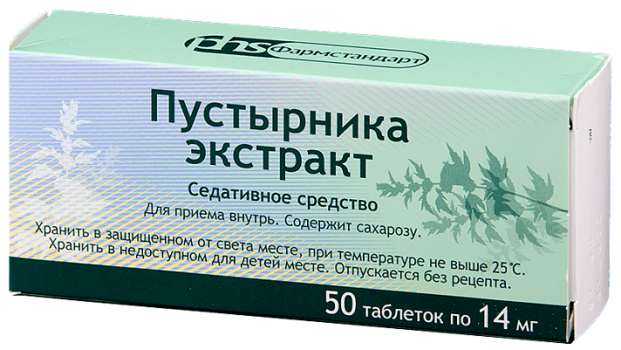 Фармстандарт
Пустырника
экстракт
Седативное средство
Для приема внутрь. Содержит сахарозу.
Хранить в защищенном от света месте, при температуре не выше 25°С.
Хранить в недоступном для детей месте. Отпускается без рецепта.
50 таблеток по 14 мг